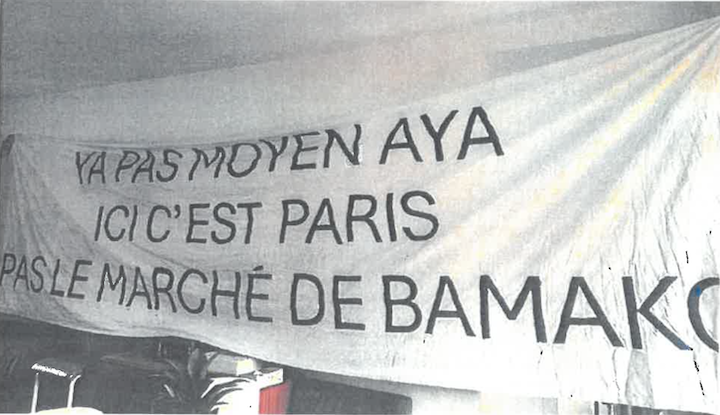 YA PAS MOYEN AYA
ICI C'EST PARIS
PAS LE MARCHÉ DE BAMAKO